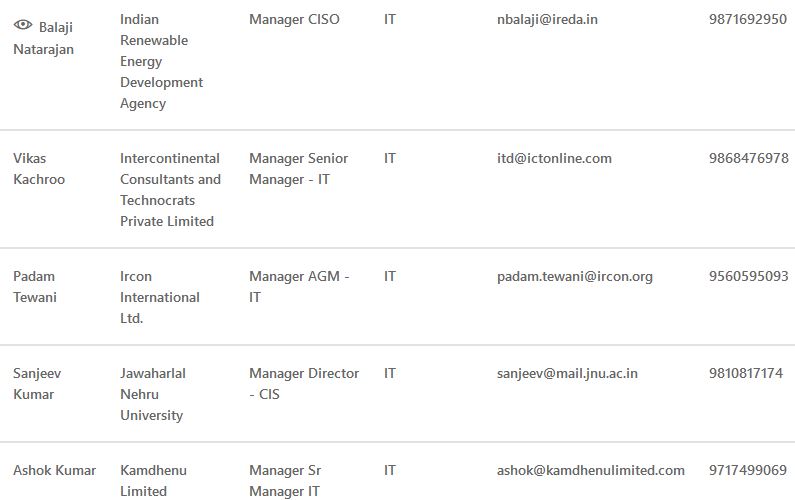 Balaji Natarajan
Indian Renewable Energy Development Agency
Manager CISO
IT
nbalaji@ireda.in
9871692950
Vikas Kachroo
Intercontinental Consultants and Technocrats Private Limited
Manager Senior Manager - IT
IT
itd@ictonline.com
9868476978
Padam Tewani
Ircon International Ltd.
Manager AGM - IT
IT
padam.tewani@ircon.org
9560595093
Sanjeev Kumar
Jawaharlal Nehru University
Manager Director - CIS
IT
sanjeev@mail.jnu.ac.in
9810817174
Ashok Kumar
Kamdhenu Limited
Manager Sr Manager IT
IT
ashok@kamdhenulimited.com
9717499069